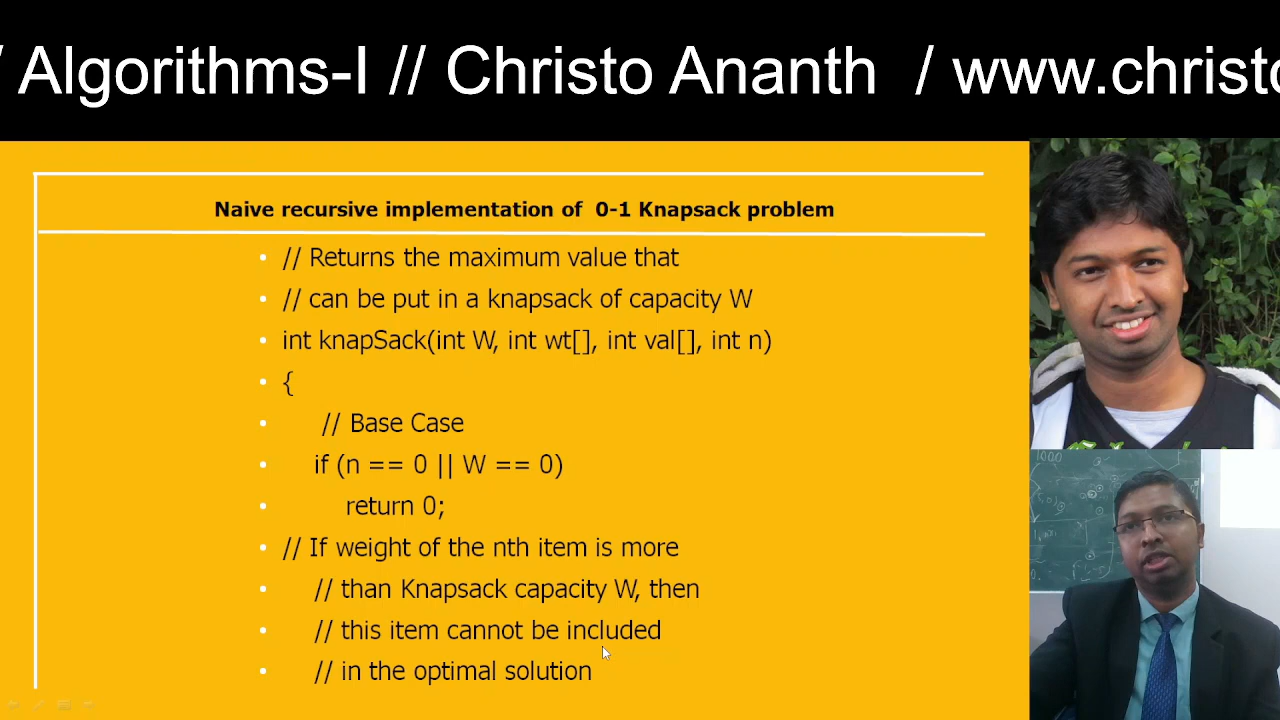 / Algorithms-I // Christo Ananth / www.christo
Naive recursive implementation of 0-1 Knapsack problem
• // Returns the maximum value that
• // can be put in a knapsack of capacity W
• int knapSack(int W, int wt[], int val[], int n)
• {
• // Base Case
• if (n == 0 || W == 0)
• return 0;
• // If weight of the nth item is more
• // than Knapsack capacity W, then
• // this item cannot be included
• // in the optimal solution